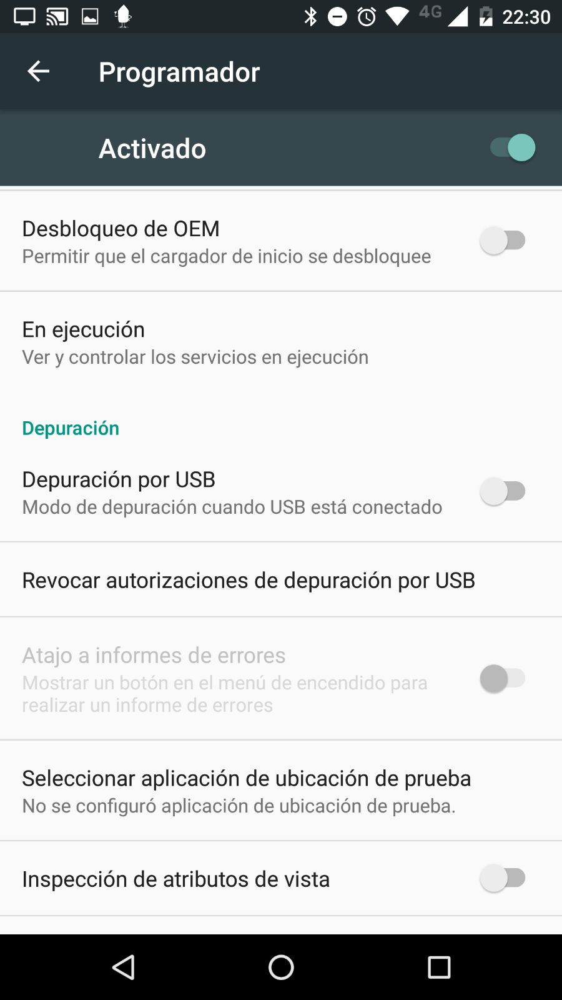 4G 22:30
Programador
Activado
Desbloqueo de OEM
Permitir que el cargador de inicio se desbloquee
En ejecución
Ver y controlar los servicios en ejecución
Depuración
Depuración por USB
Modo de depuración cuando USB está conectado
Revocar autorizaciones de depuración por USB
Atajo a informes de errores
Mostrar un botón en el menú de encendido para
realizar un informe de errores
Seleccionar aplicación de ubicación de prueba
No se configuró aplicación de ubicación de prueba.
Inspección de atributos de vista